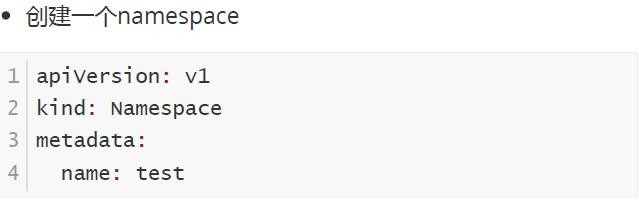 • 创建一个namespace
1 apiVersion: v1
2 kind: Namespace
3 metadata:
4   name: test